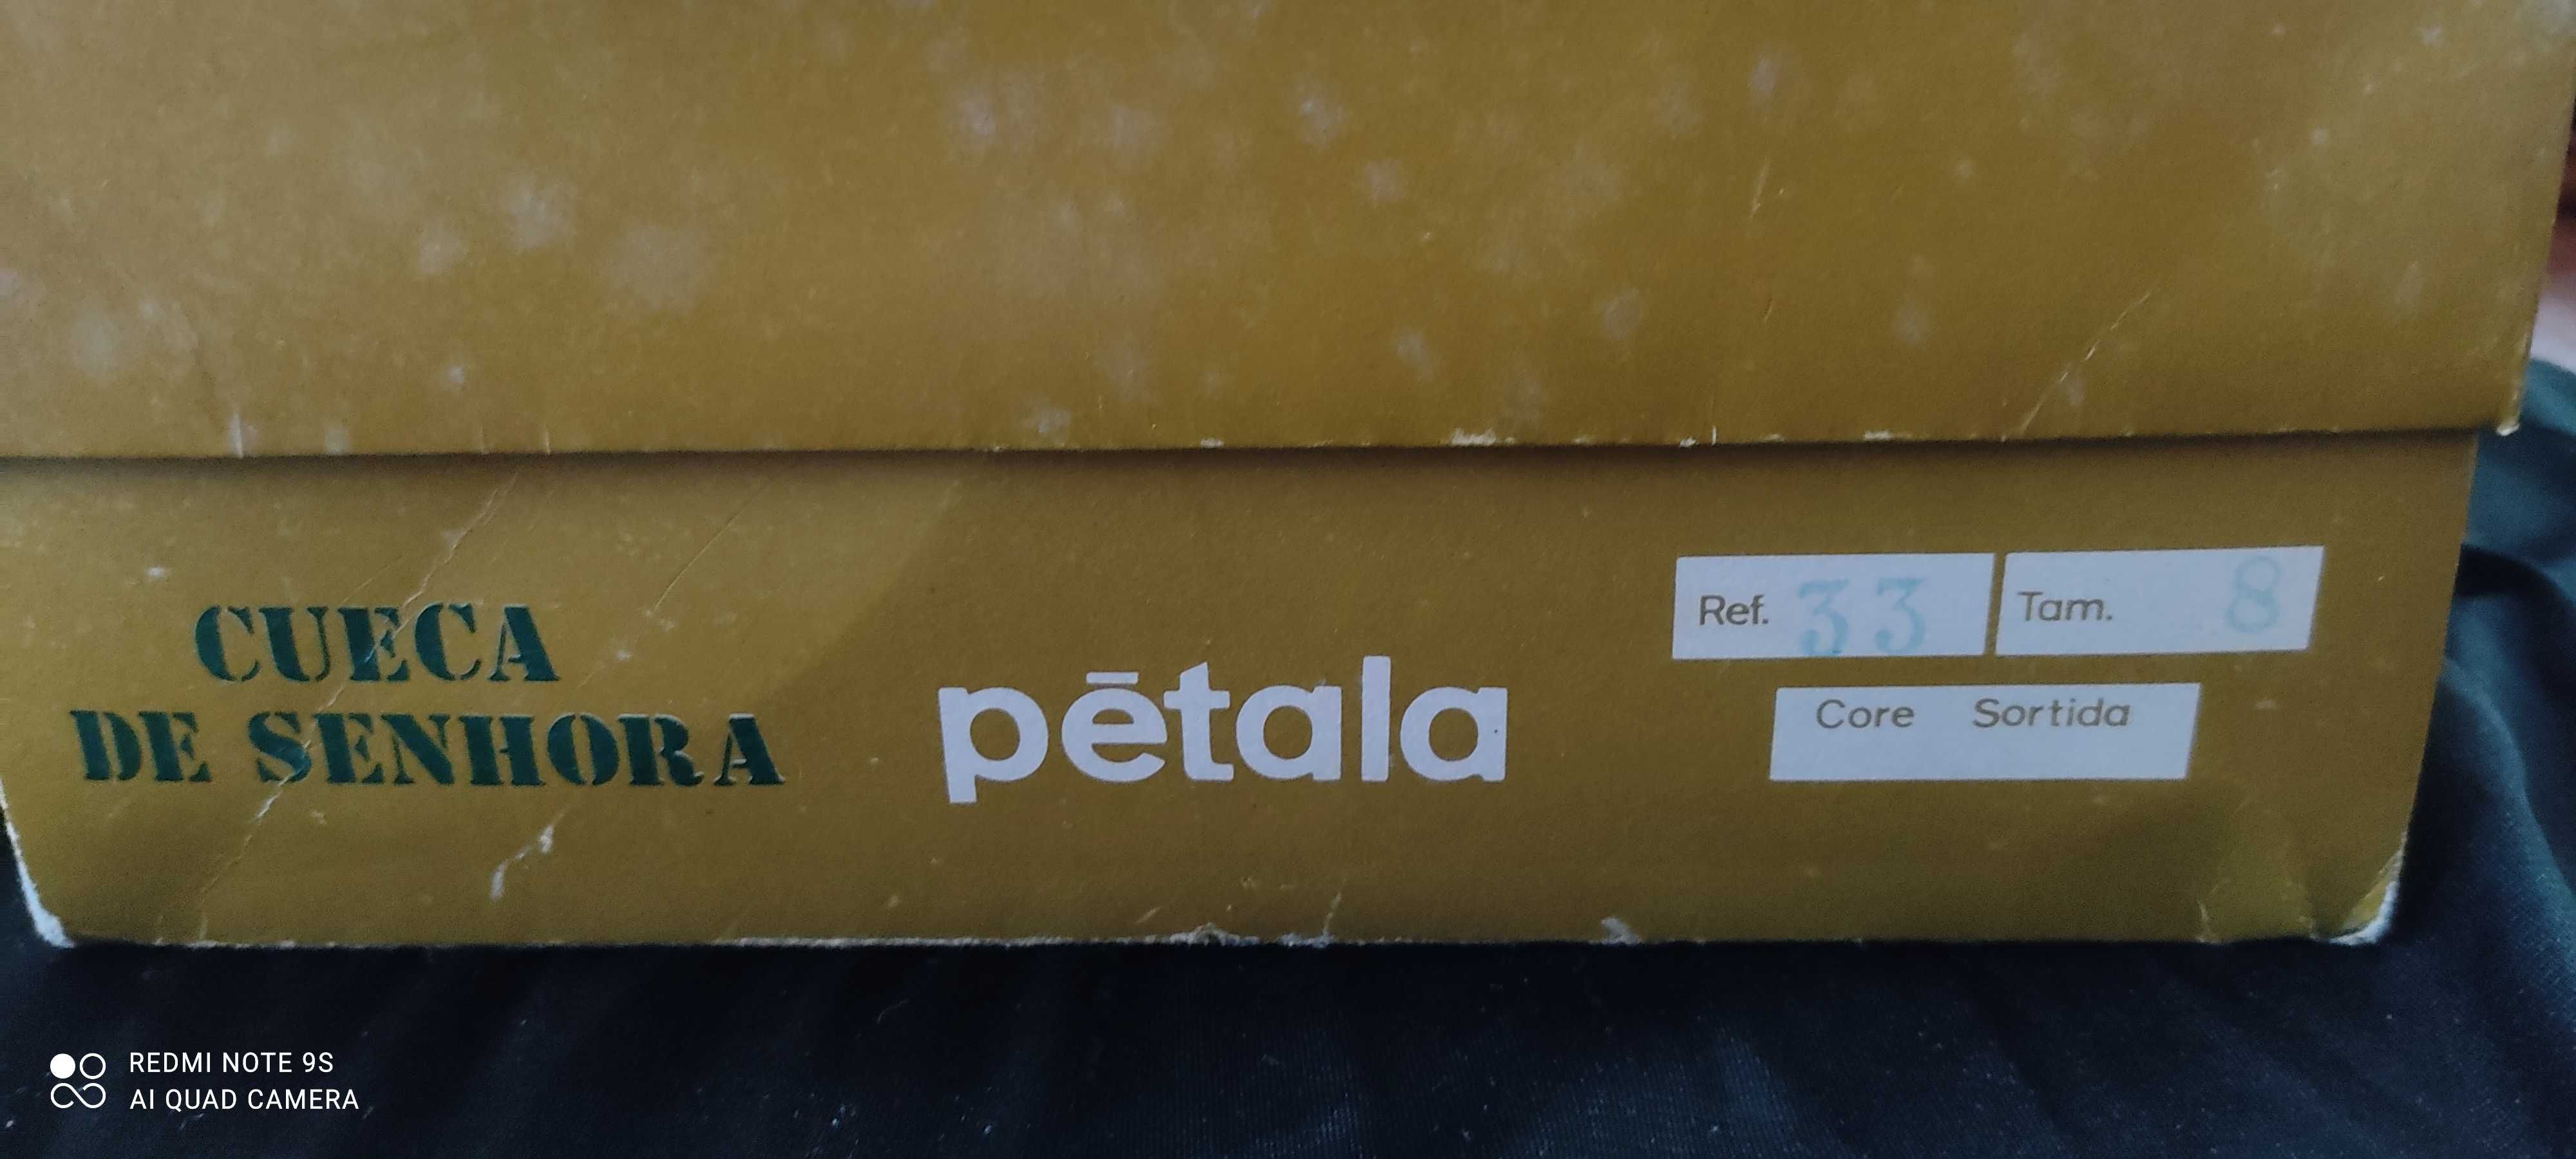 CUECA
DE SENHORA
pētala
Ref. 33
Tam. 8
Core Sortida
REDMI NOTE 9S
AI QUAD CAMERA